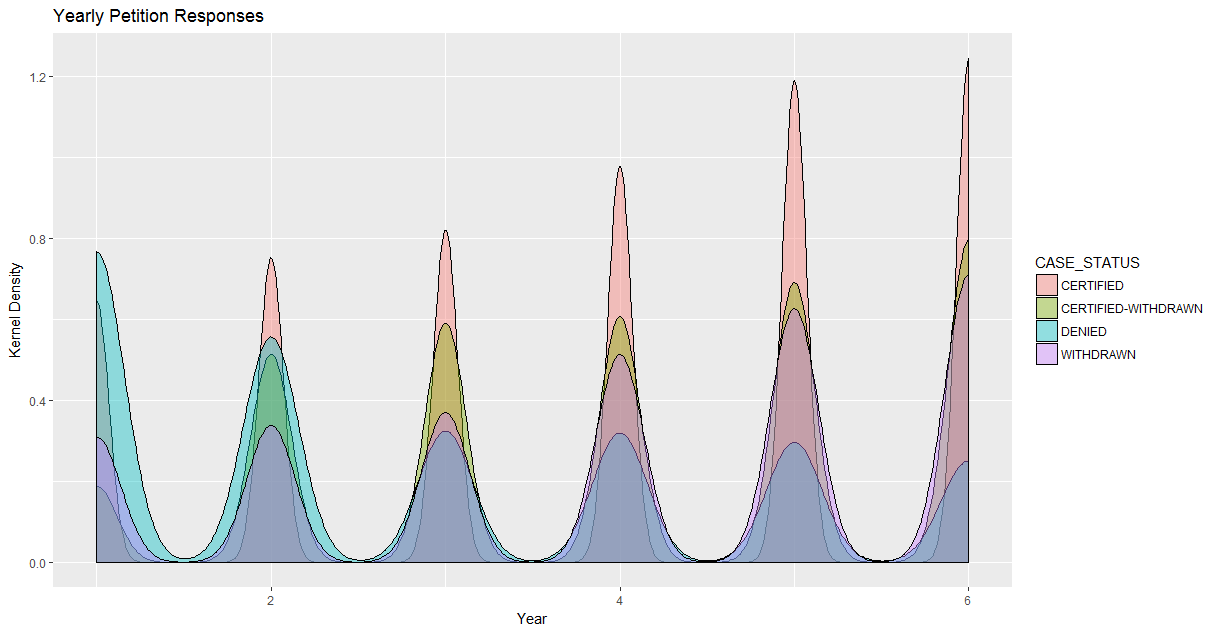 Yearly Petition Responses
Kernel Density
1.2
0.8
0.4
0.0
2
4
6
Year
CASE_STATUS
CERTIFIED
CERTIFIED-WITHDRAWN
DENIED
WITHDRAWN